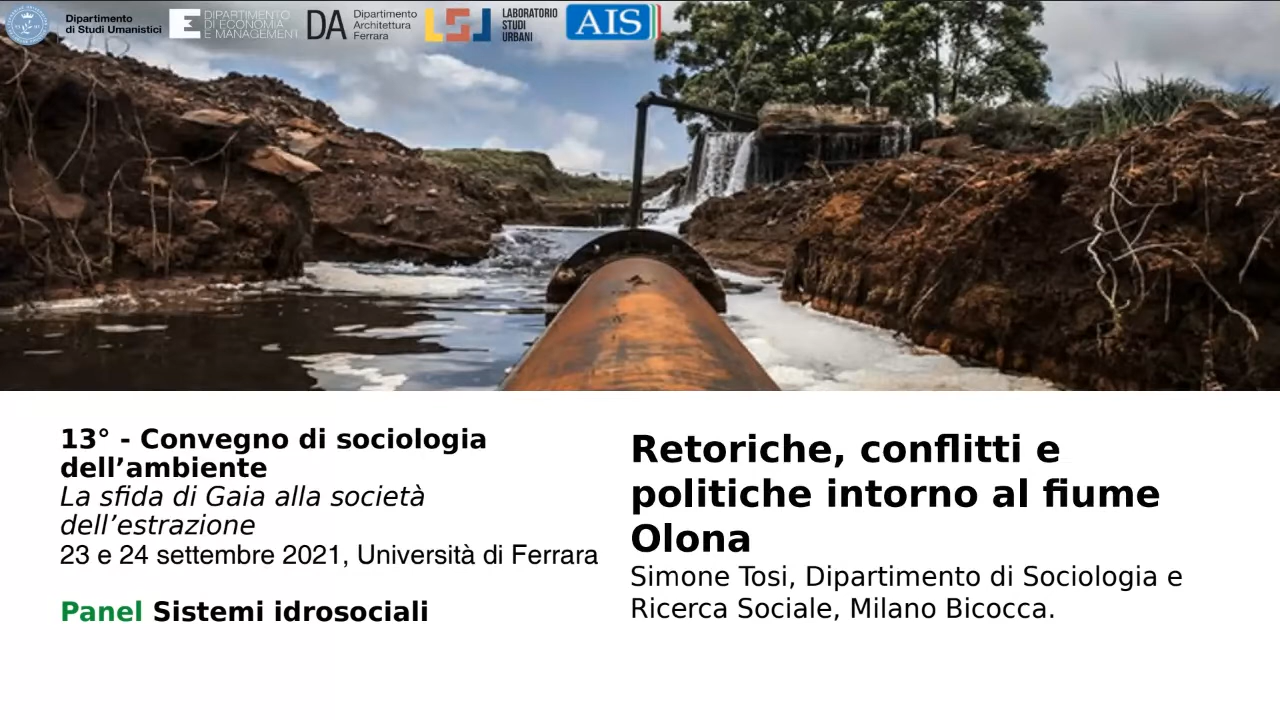 Dipartimento
di Studi Umanistici
DIPARTIMENTO
DI ECONOMIA
E MANAGEMENT
DA
Dipartimento
Architettura
Ferrara
LABORATORIO
STUDI
URBANI
AIS
13° - Convegno di sociologia
dell’ambiente
La sfida di Gaia alla società
dell’estrazione
23 e 24 settembre 2021, Università di Ferrara
Panel Sistemi idrosociali
Retoriche, conflitti e
politiche intorno al fiume
Olona
Simone Tosi, Dipartimento di Sociologia e
Ricerca Sociale, Milano Bicocca.